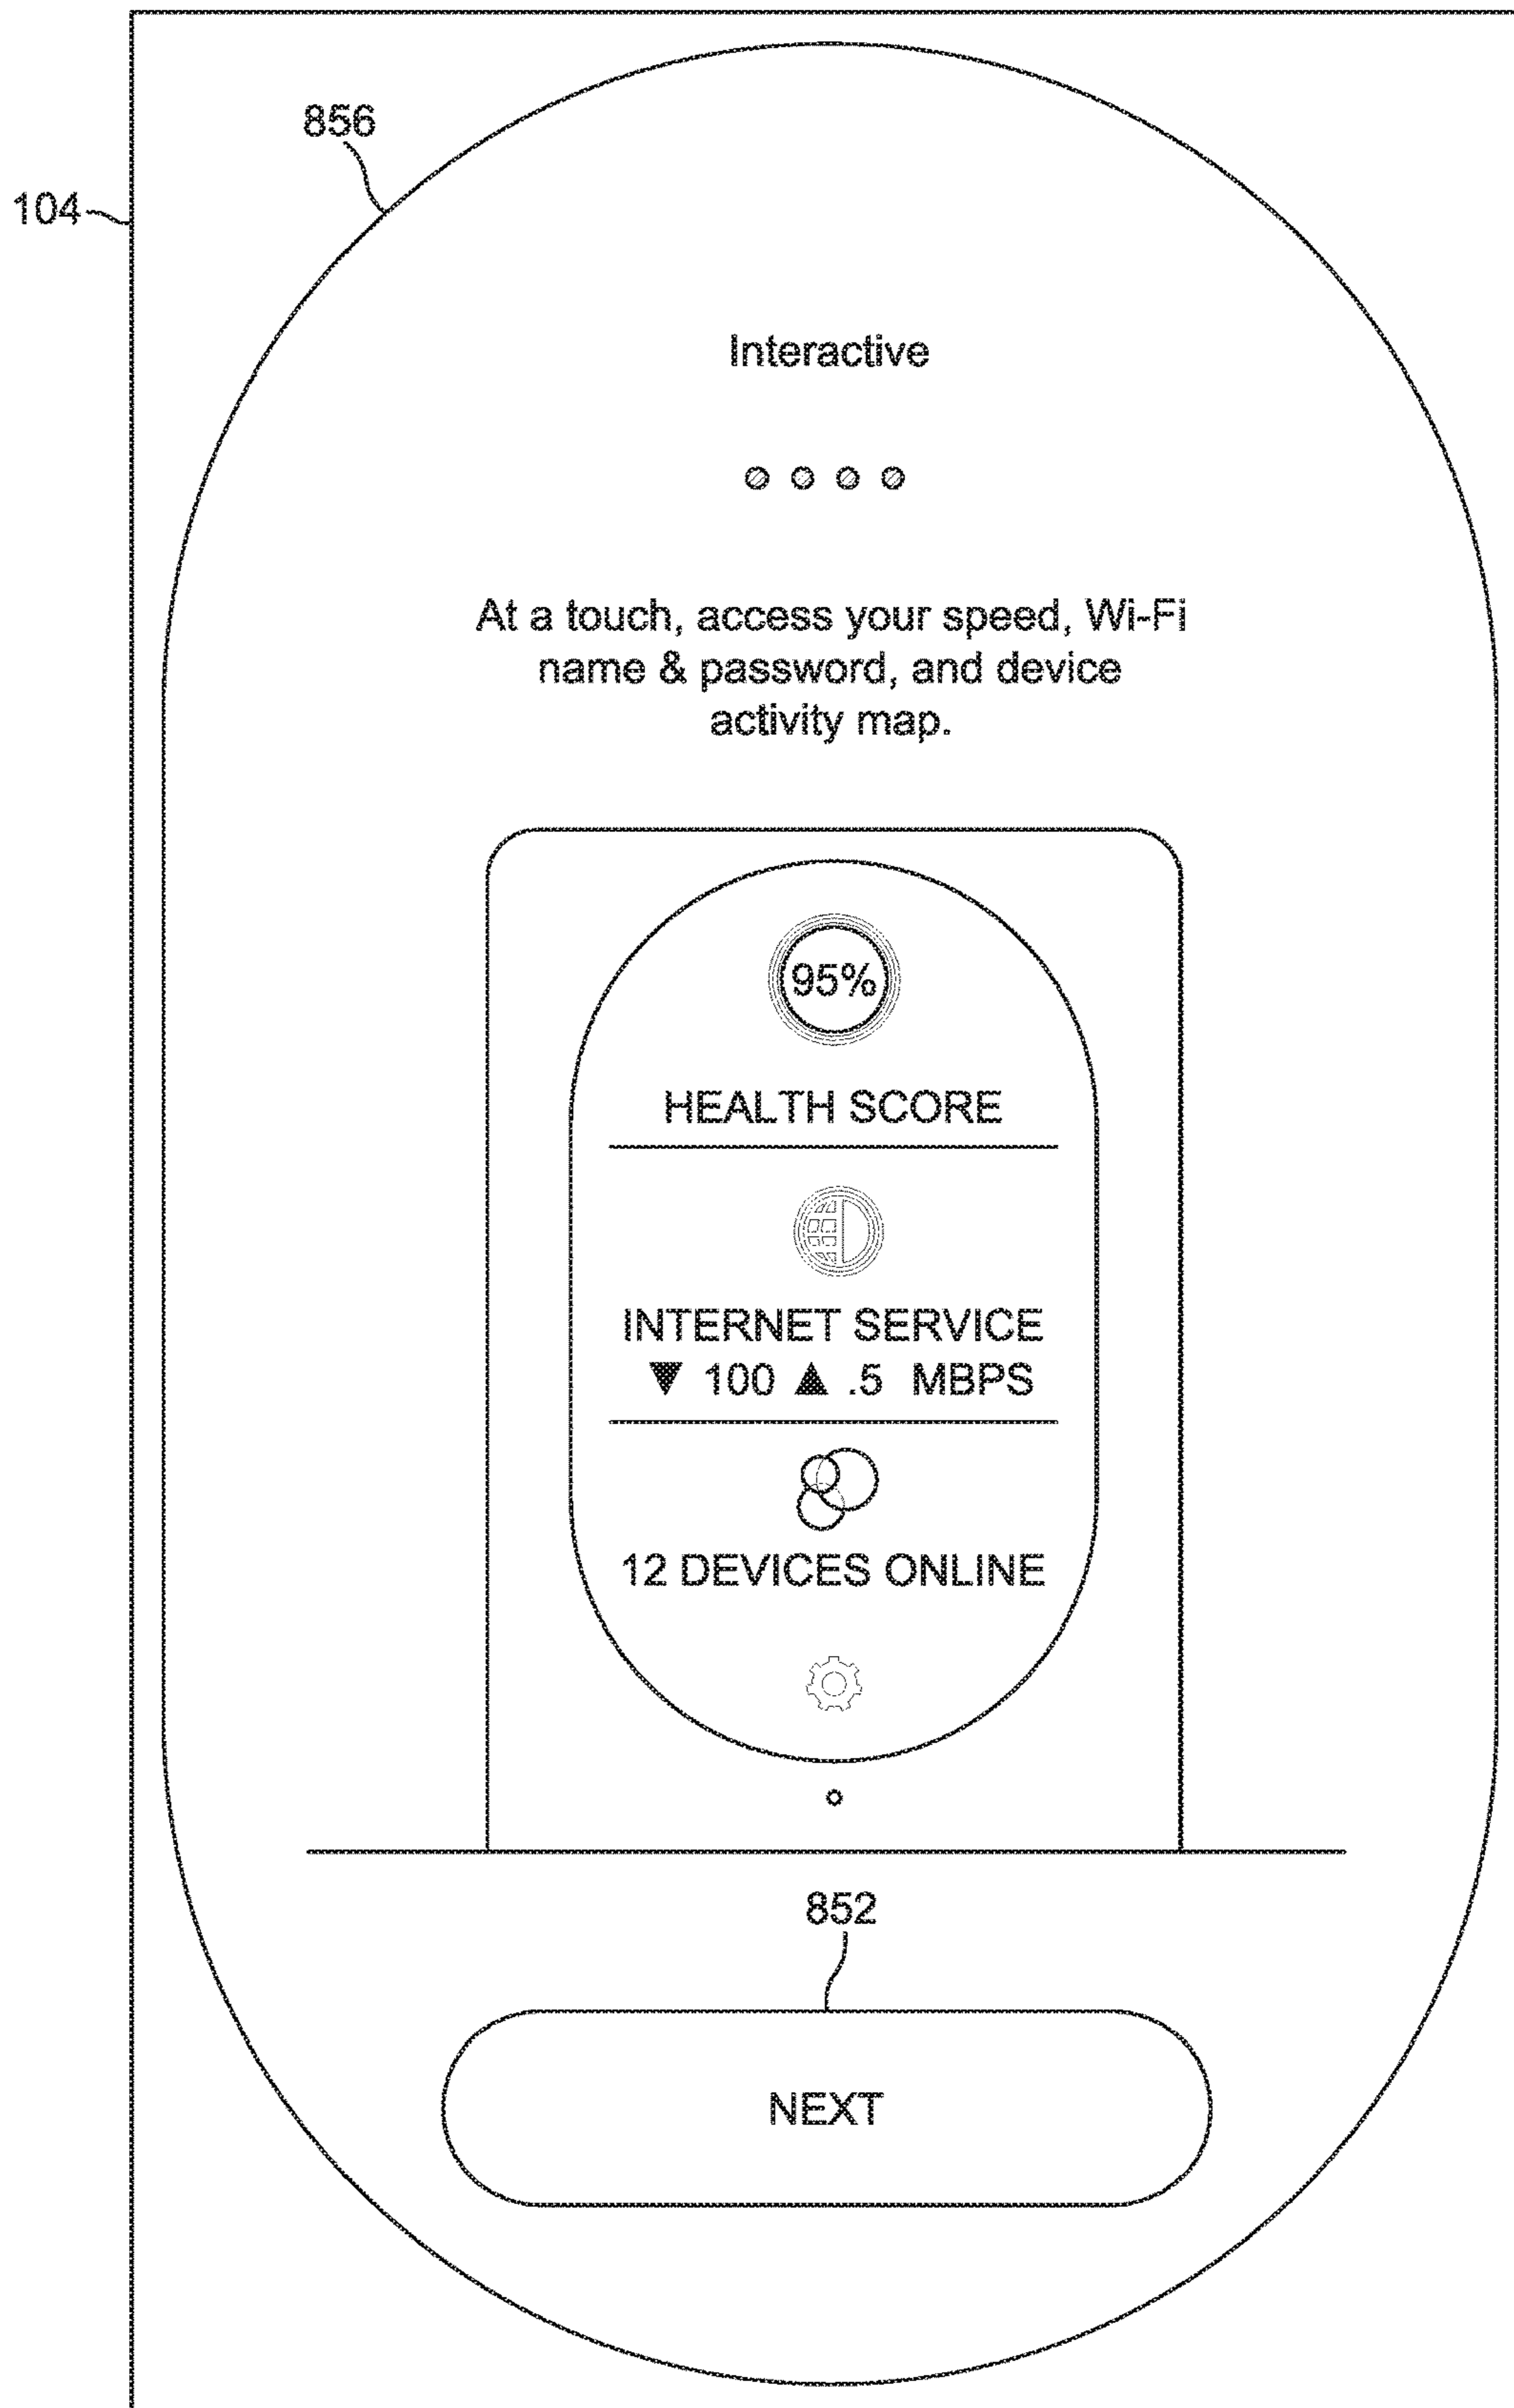 856
104
Interactive
At a touch, access your speed, Wi-Fi
name & password, and device
activity map.
95%
HEALTH SCORE
INTERNET SERVICE
▼ 100 ▲ .5 MBPS
12 DEVICES ONLINE
852
NEXT